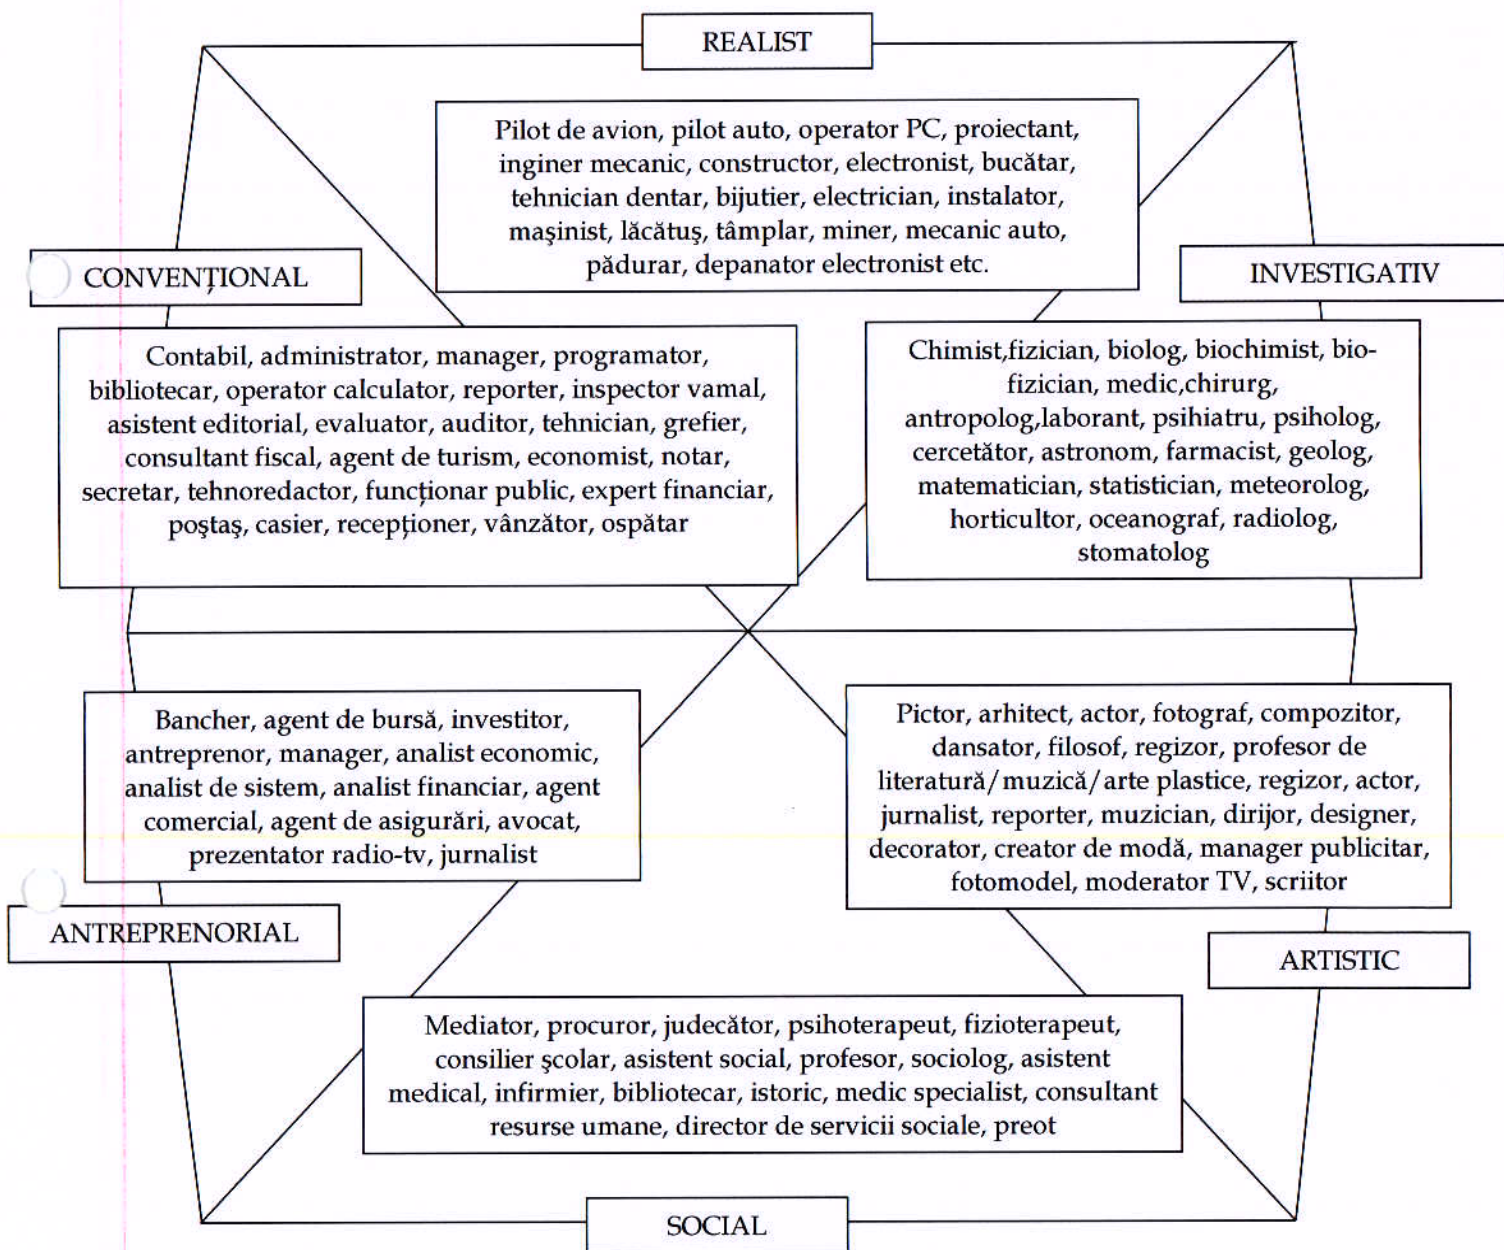 REALIST
Pilot de avion, pilot auto, operator PC, proiectant,
inginer mecanic, constructor, electronist, bucătar,
tehnician dentar, bijutier, electrician, instalator,
maşinist, lăcătuş, tâmplar, miner, mecanic auto,
pădurar, depanator electronist etc.
CONVENŢIONAL
Contabil, administrator, manager, programator,
bibliotecar, operator calculator, reporter, inspector vamal,
asistent editorial, evaluator, auditor, tehnician, grefier,
consultant fiscal, agent de turism, economist, notar,
secretar, tehnoredactor, funcţionar public, expert financiar,
poştaş, casier, recepţioner, vânzător, ospătar
INVESTIGATIV
Chimist,fizician, biolog, biochimist, bio-
fizician, medic,chirurg,
antropolog,laborant, psihiatru, psiholog,
cercetător, astronom, farmacist, geolog,
matematician, statistician, meteorolog,
horticultor, oceanograf, radiolog,
stomatolog
Bancher, agent de bursă, investitor,
antreprenor, manager, analist economic,
analist de sistem, analist financiar, agent
comercial, agent de asigurări, avocat,
prezentator radio-tv, jurnalist
ANTREPRENORIAL
Pictor, arhitect, actor, fotograf, compozitor,
dansator, filosof, regizor, profesor de
literatură/muzică/arte plastice, regizor, actor,
jurnalist, reporter, muzician, dirijor, designer,
decorator, creator de modă, manager publicitar,
fotomodel, moderator TV, scriitor
ARTISTIC
Mediator, procuror, judecător, psihoterapeut, fizioterapeut,
consilier şcolar, asistent social, profesor, sociolog, asistent
medical, infirmier, bibliotecar, istoric, medic specialist, consultant
resurse umane, director de servicii sociale, preot
SOCIAL